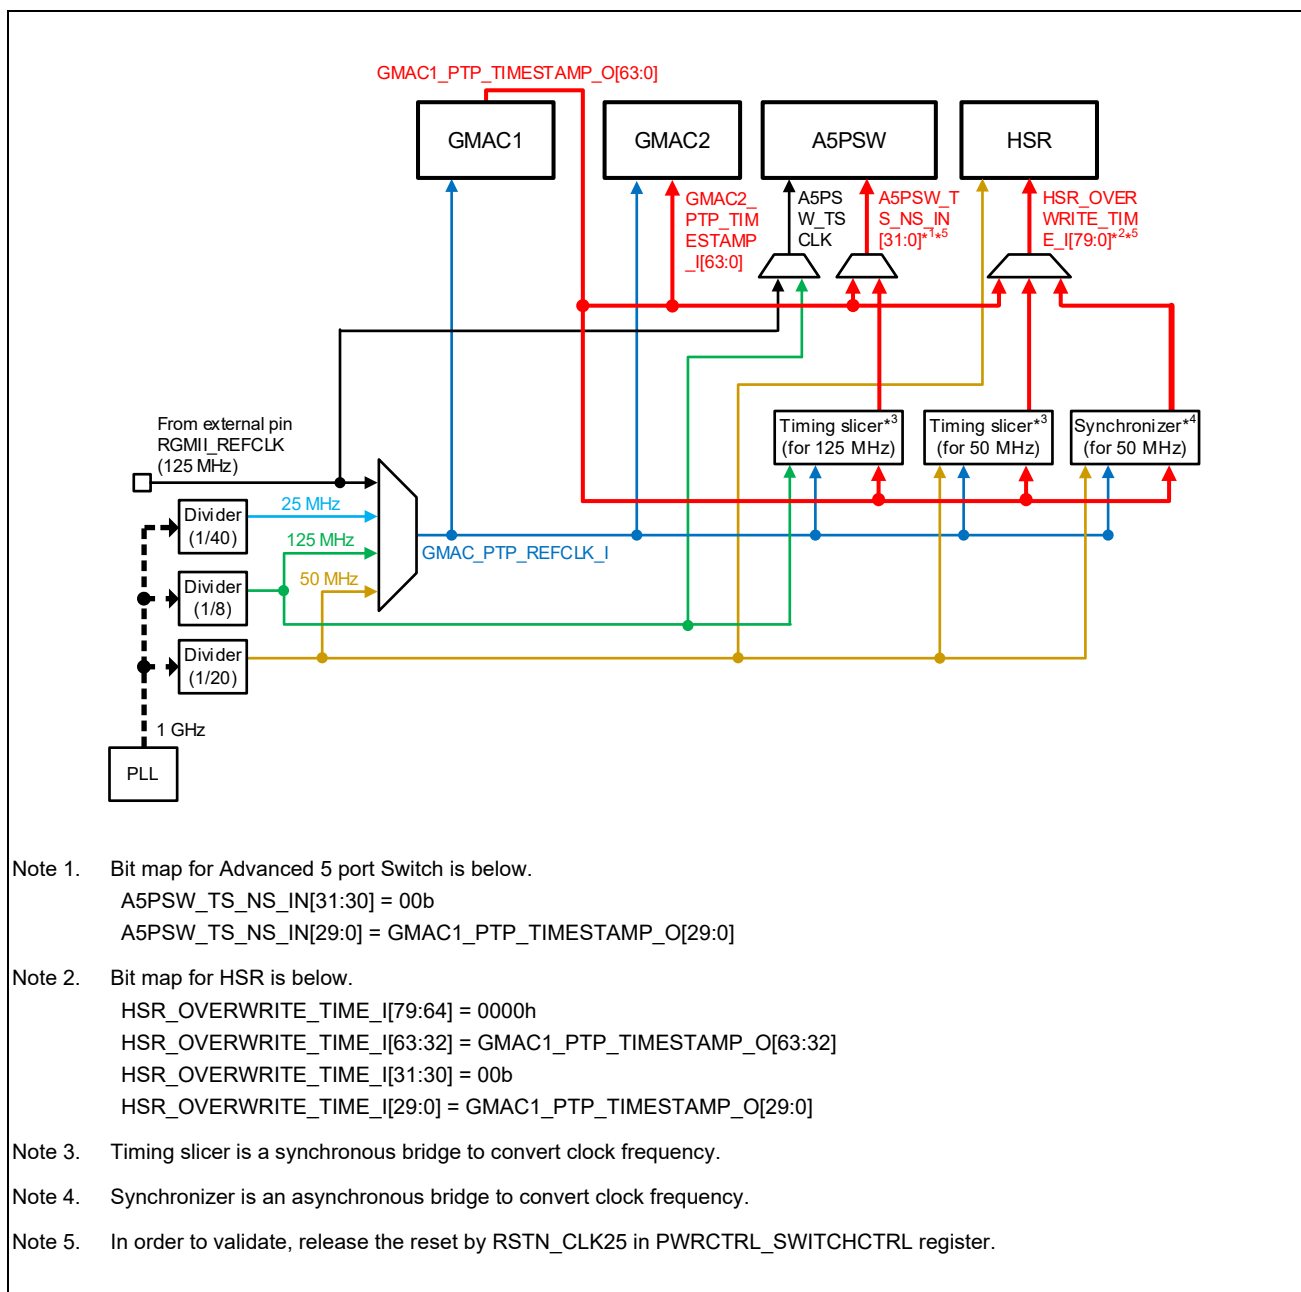 GMAC1_PTP_TIMESTAMP_O[63:0]
GMAC1
GMAC2
A5PSW
HSR
GMAC2_
PTP_TIM
ESTAMP
_I[63:0]
A5PS
W_TS
CLK
A5PSW_T
S_NS_IN
[31:0]*1*5
HSR_OVER
WRITE_TIM
E_I[79:0]*2*5
From external pin
RGMII_REFCLK
(125 MHz)
Timing slicer*3
(for 125 MHz)
Timing slicer*3
(for 50 MHz)
Synchronizer*4
(for 50 MHz)
Divider
(1/40)
25 MHz
125 MHz
GMAC_PTP_REFCLK_I
Divider
(1/8)
50 MHz
Divider
(1/20)
1 GHz
PLL
Note 1. Bit map for Advanced 5 port Switch is below.
A5PSW_TS_NS_IN[31:30] = 00b
A5PSW_TS_NS_IN[29:0] = GMAC1_PTP_TIMESTAMP_O[29:0]
Note 2. Bit map for HSR is below.
HSR_OVERWRITE_TIME_I[79:64] = 0000h
HSR_OVERWRITE_TIME_I[63:32] = GMAC1_PTP_TIMESTAMP_O[63:32]
HSR_OVERWRITE_TIME_I[31:30] = 00b
HSR_OVERWRITE_TIME_I[29:0] = GMAC1_PTP_TIMESTAMP_O[29:0]
Note 3. Timing slicer is a synchronous bridge to convert clock frequency.
Note 4. Synchronizer is an asynchronous bridge to convert clock frequency.
Note 5. In order to validate, release the reset by RSTN_CLK25 in PWRCTRL_SWITCHCTRL register.